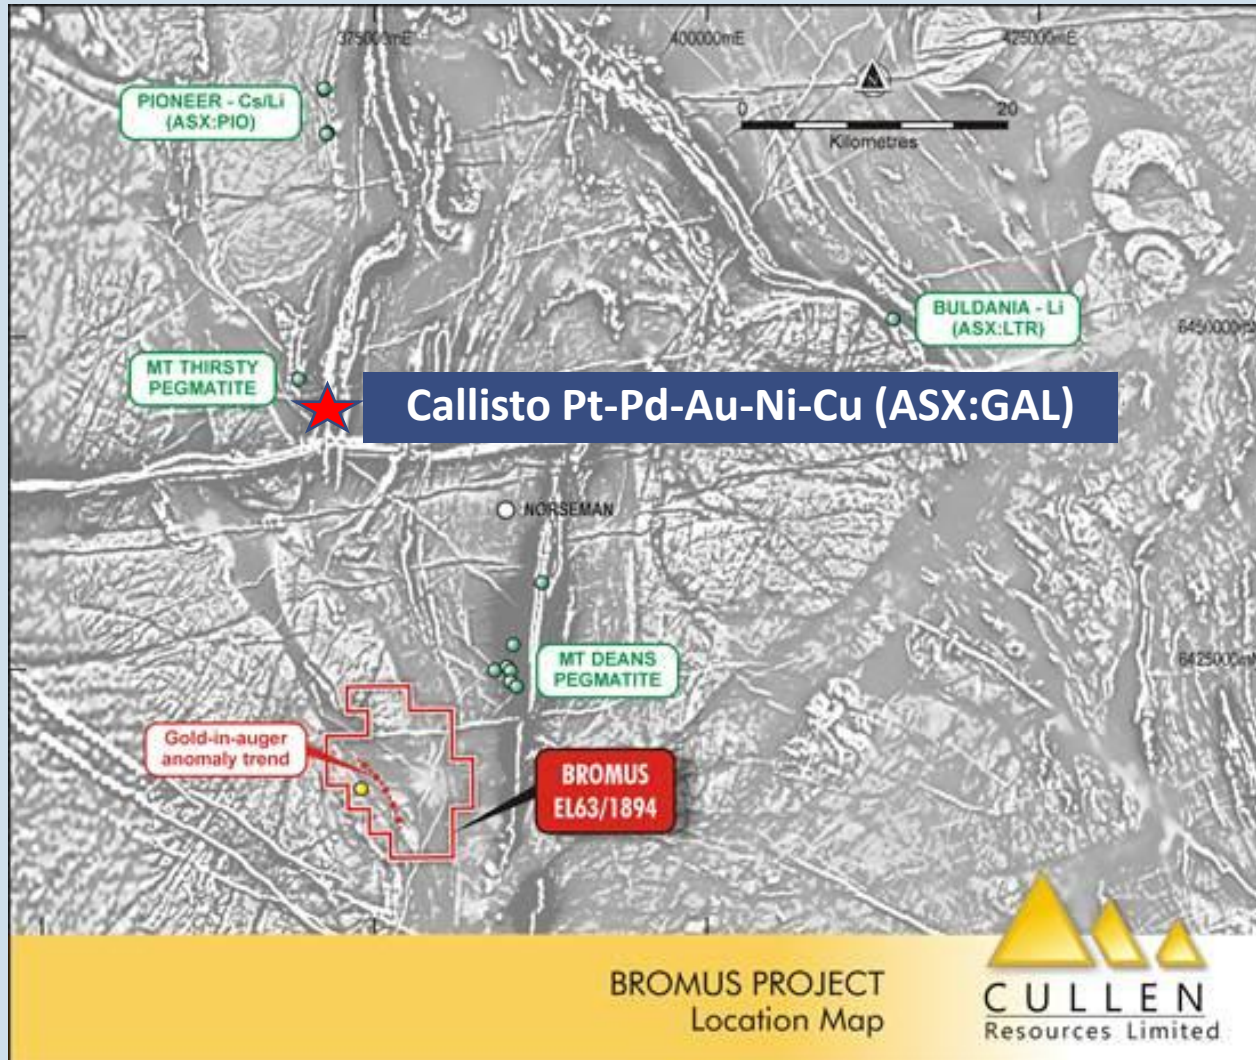 375000mE
400000mE
425000mE
0
20
Kilometres
PIONEER - Cs/Li
(ASX:PIO)
BULDANIA - Li
(ASX:LTR)
6450000m
MT THIRSTY
PEGMATITE
Callisto Pt-Pd-Au-Ni-Cu (ASX:GAL)
NORSEMAN
MT DEANS
PEGMATITE
6425000m
Gold-in-auger
anomaly trend
BROMUS
EL63/1894
BROMUS PROJECT
Location Map
CULLEN
Resources Limited